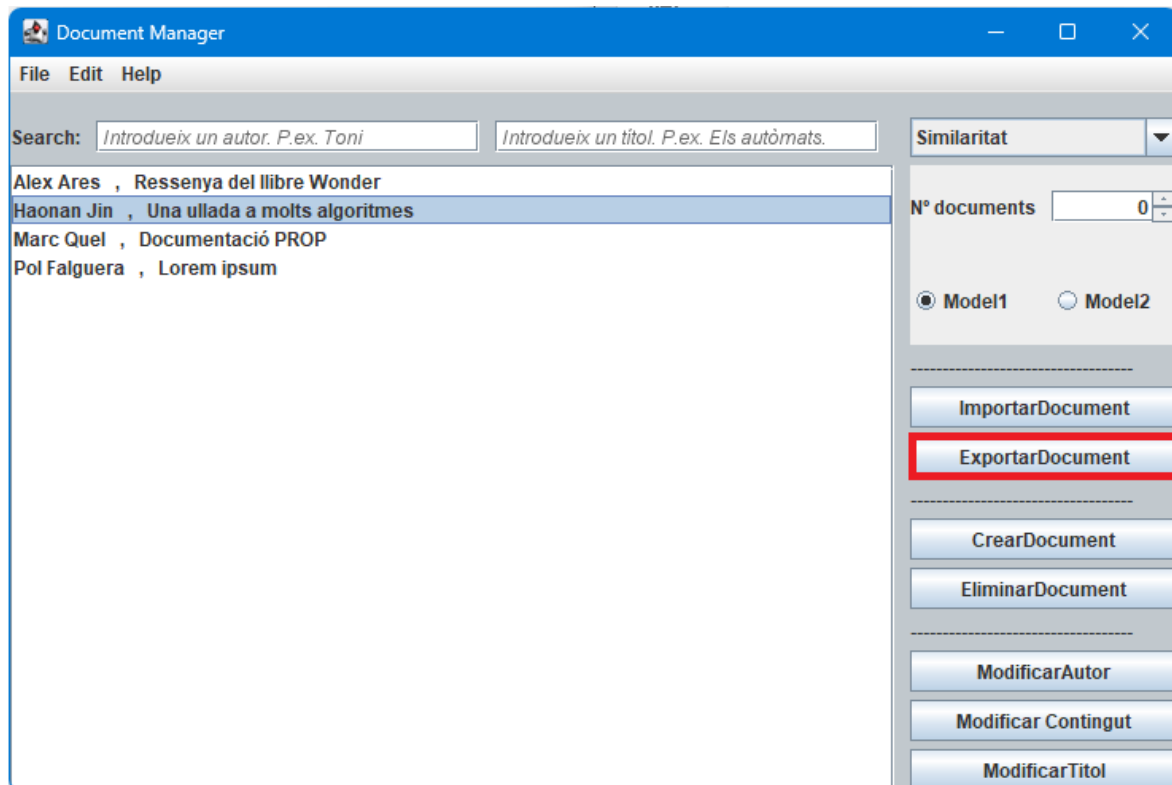 Document Manager
File Edit Help
Search: Introdueix un autor. P.ex. Toni Introdueix un títol. P.ex. Els autòmats. Similaritat
Alex Ares , Ressenya del llibre Wonder
Haonan Jin , Una ullada a molts algoritmes
Marc Quel , Documentació PROP
Pol Falguera , Lorem ipsum
Nº documents 0
Model1 Model2
-----------------------------------
ImportarDocument
ExportarDocument
-----------------------------------
CrearDocument
EliminarDocument
-----------------------------------
ModificarAutor
Modificar Contingut
ModificarTitol